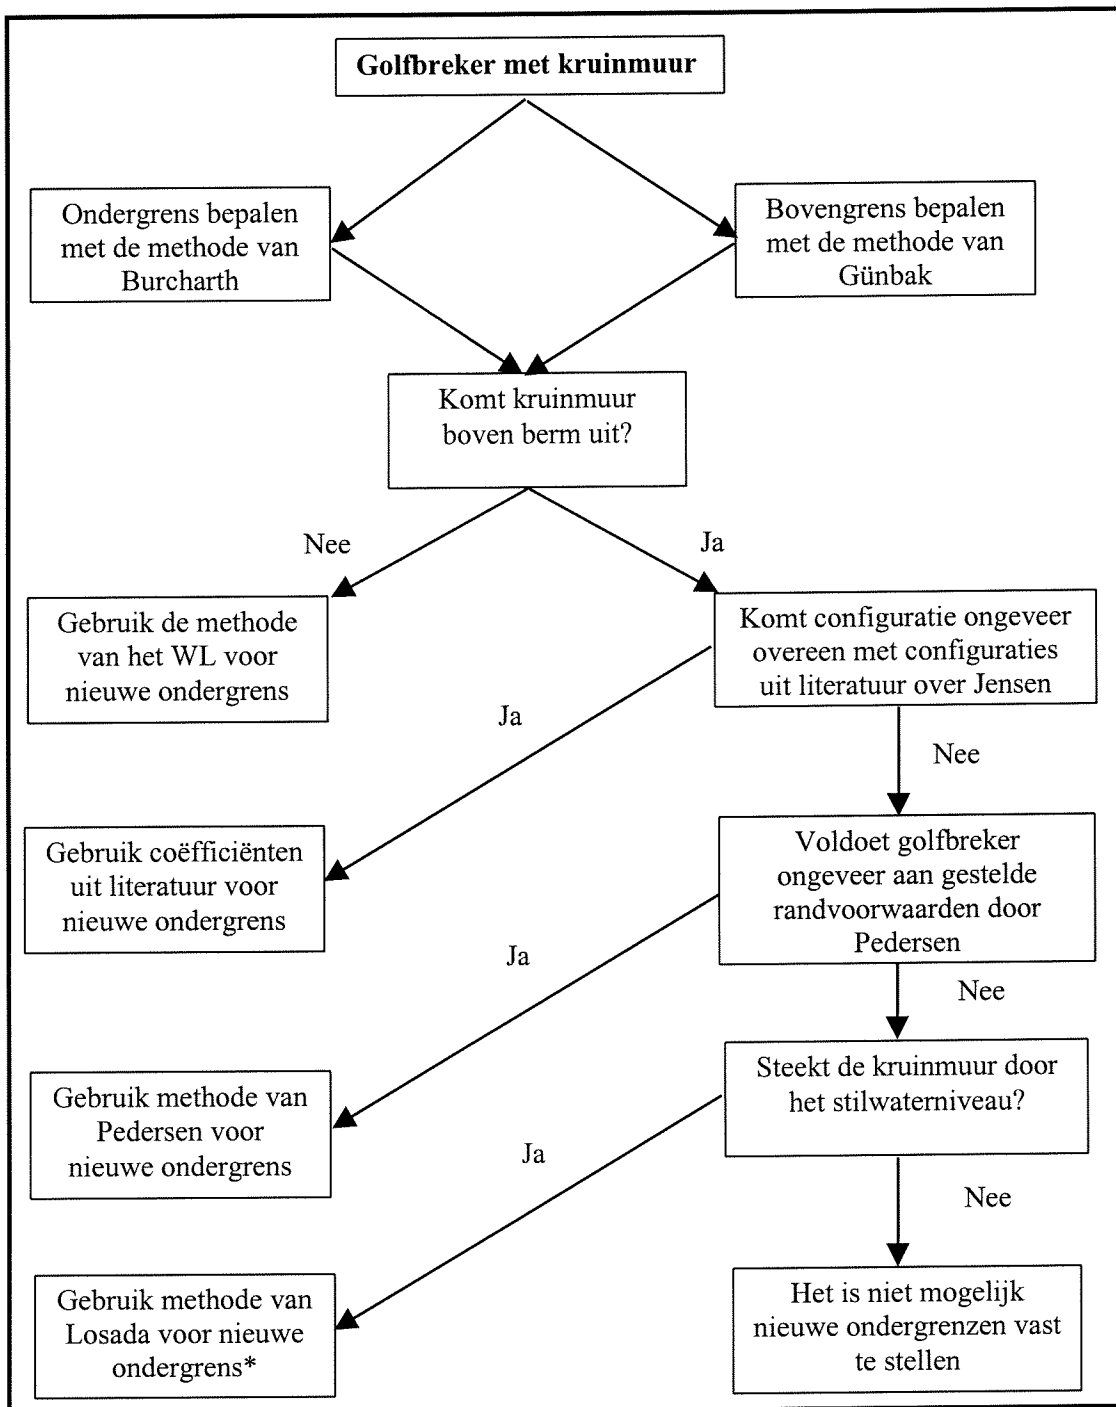 Golfbreker met kruinmuur
Ondergrens bepalen
met de methode van
Burcharth
Bovengrens bepalen
met de methode van
Günbak
Komt kruinmuur
boven berm uit?
Nee
Ja
Gebruik de methode
van het WL voor
nieuwe ondergrens
Komt configuratie ongeveer
overeen met configuraties
uit literatuur over Jensen
Ja
Nee
Gebruik coëfficiënten
uit literatuur voor
nieuwe ondergrens
Voldoet golfbreker
ongeveer aan gestelde
randvoorwaarden door
Pedersen
Ja
Nee
Gebruik methode van
Pedersen voor
nieuwe ondergrens
Steekt de kruinmuur door
het stilwaterniveau?
Ja
Nee
Gebruik methode van
Losada voor nieuwe
ondergrens*
Het is niet mogelijk
nieuwe ondergrenzen vast
te stellen